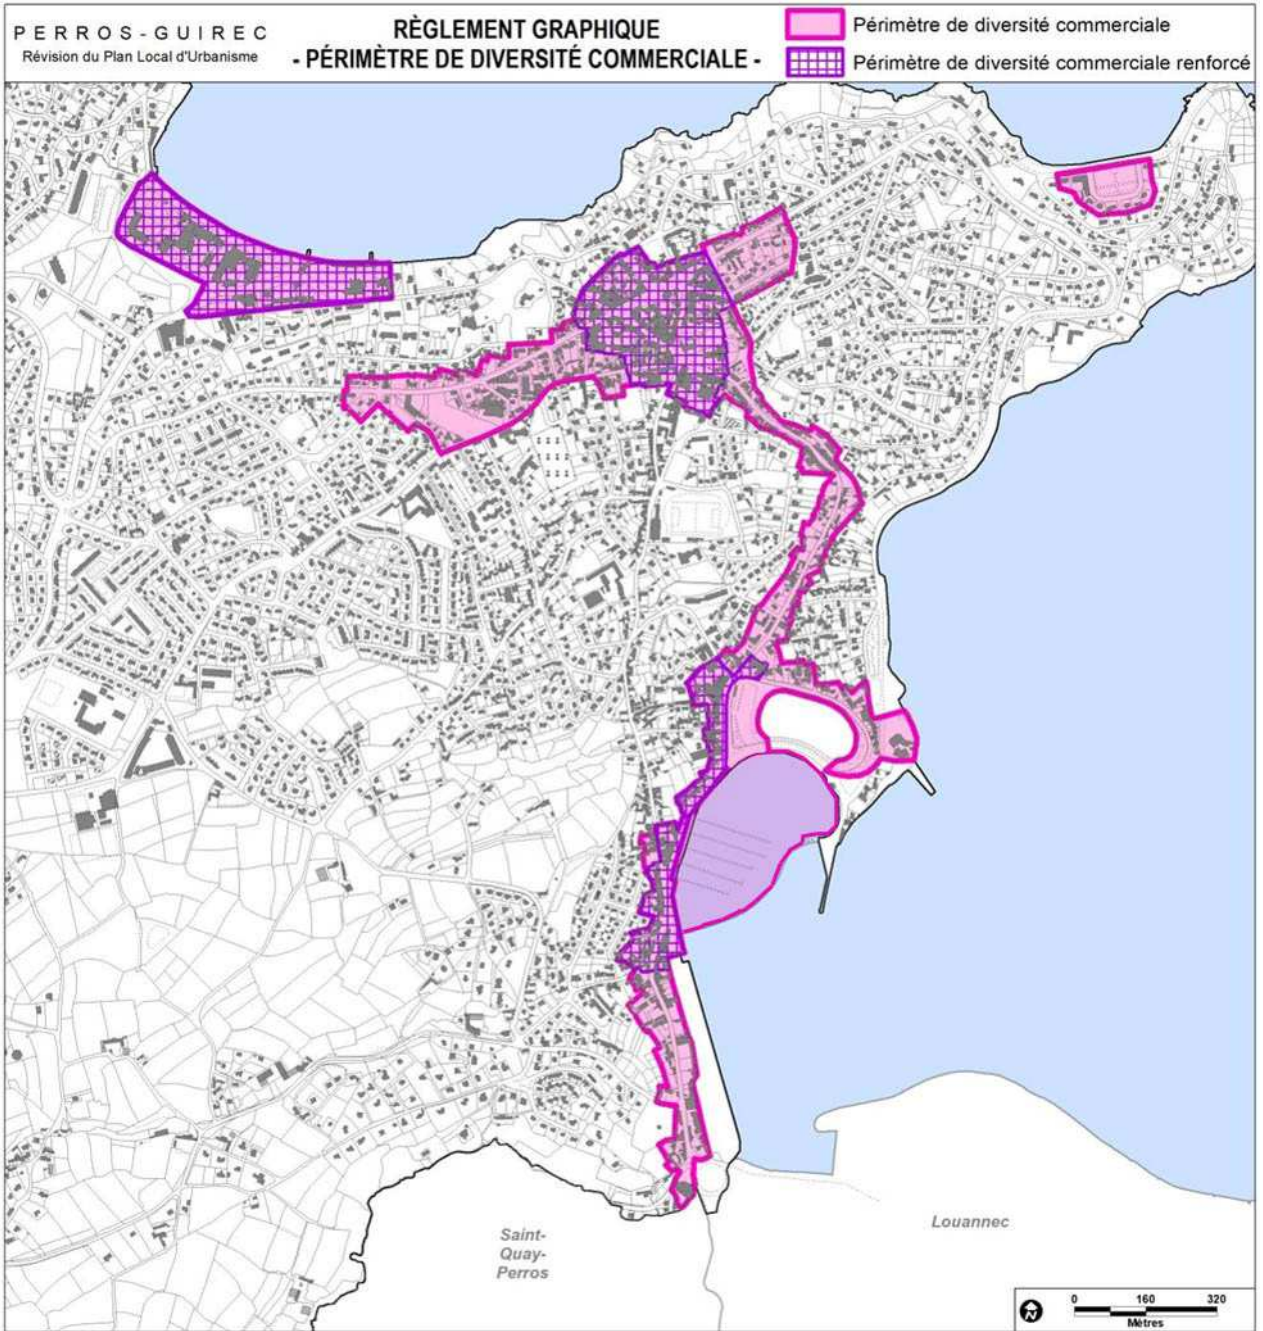 PERROS-GUIREC
Révision du Plan Local d'Urbanisme
RÈGLEMENT GRAPHIQUE
- PÉRIMÈTRE DE DIVERSITÉ COMMERCIALE -
Périmètre de diversité commerciale
Périmètre de diversité commerciale renforcé
Saint-
Quay-
Perros
Louannec
N
0 160 320
Mètres